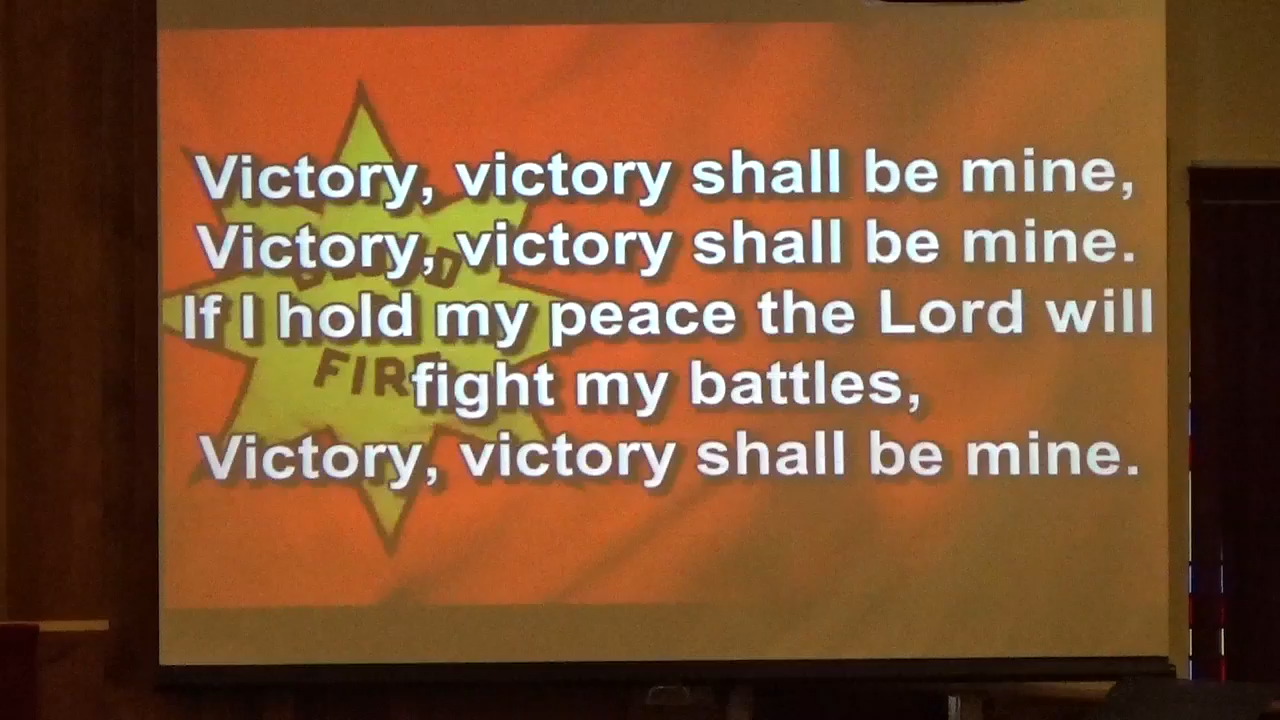 Victory, victory shall be mine,
Victory, victory shall be mine.
If I hold my peace the Lord will
fight my battles,
Victory, victory shall be mine.